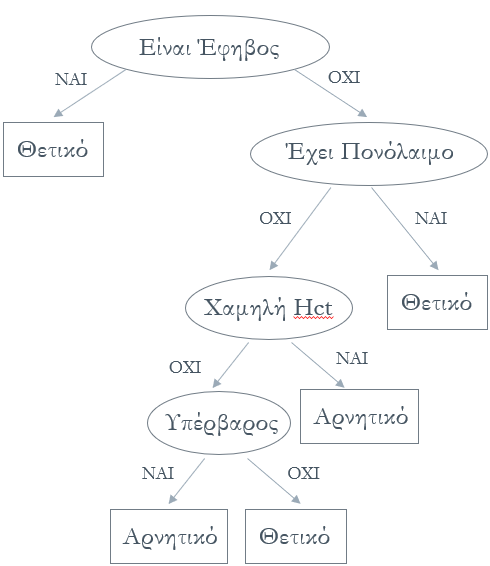 Είναι Έφηβος
ΝΑΙ
ΟΧΙ
Θετικό
Έχει Πονόλαιμο
ΟΧΙ
ΝΑΙ
Χαμηλή Hct
Θετικό
ΟΧΙ
ΝΑΙ
Υπέρβαρος
Αρνητικό
ΝΑΙ
ΟΧΙ
Αρνητικό
Θετικό